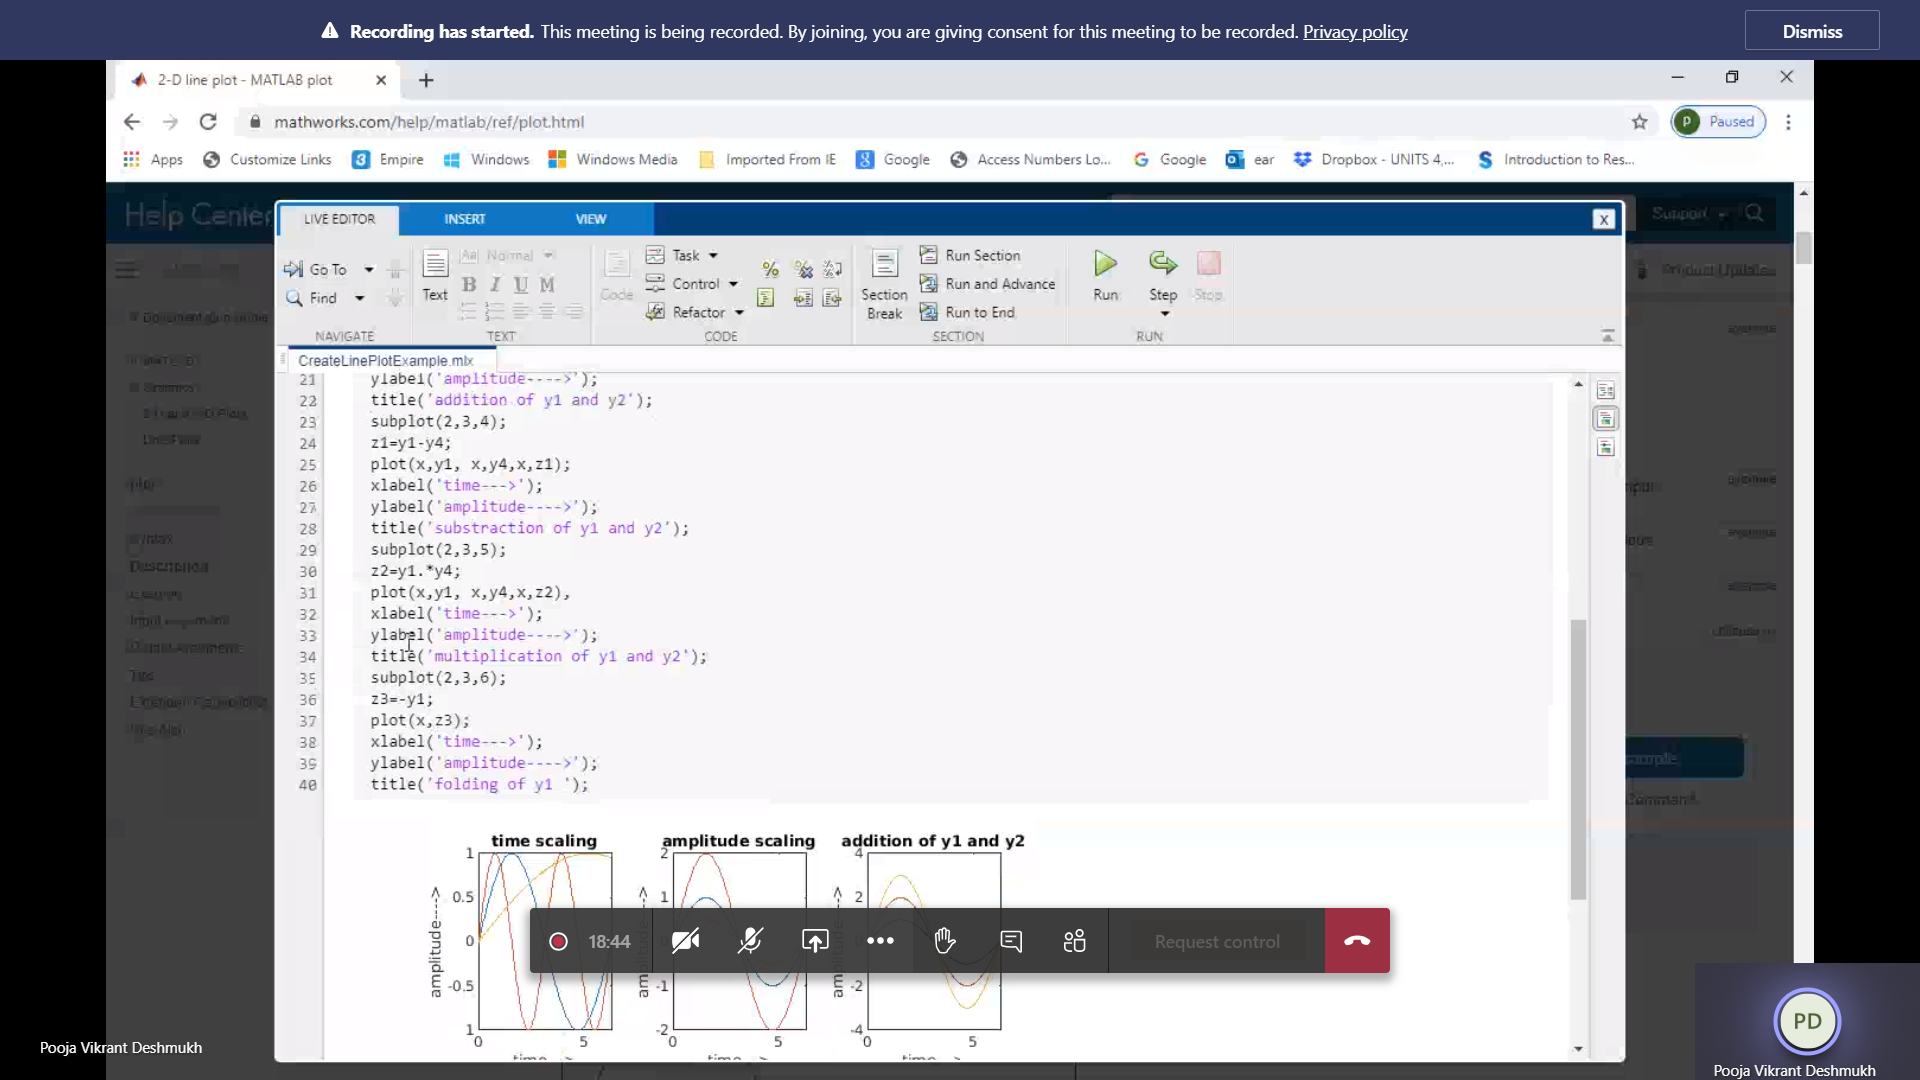 Recording has started. This meeting is being recorded. By joining, you are giving consent for this meeting to be recorded. Privacy policy
Dismiss
2-D line plot - MATLAB plot
mathworks.com/help/matlab/ref/plot.html
P Paused
Apps Customize Links Empire Windows Windows Media Imported From IE Google Access Numbers Lo... Google ear Dropbox - UNITS 4,... Introduction to Res...
Help Center
Support
LIVE EDITOR INSERT VIEW
X
Go To
Find
NAVIGATE
Text
Aa Normal
B I U M
TEXT
Code
Task
Control
Refactor
CODE
Section Break
Run Section
Run and Advance
Run to End
SECTION
Run
Step
Stop
RUN
Product Updates
CreateLinePlotExample.mlx
21 ylabel('amplitude---->');
22 title('addition of y1 and y2');
23 subplot(2,3,4);
24 z1=y1-y4;
25 plot(x,y1, x,y4,x,z1);
26 xlabel('time--->');
27 ylabel('amplitude---->');
28 title('substraction of y1 and y2');
29 subplot(2,3,5);
30 z2=y1.*y4;
31 plot(x,y1, x,y4,x,z2),
32 xlabel('time--->');
33 ylabel('amplitude---->');
34 title('multiplication of y1 and y2');
35 subplot(2,3,6);
36 z3=-y1;
37 plot(x,z3);
38 xlabel('time--->');
39 ylabel('amplitude---->');
40 title('folding of y1 ');
Description
time scaling
amplitude scaling
addition of y1 and y2
1
0.5
0
-0.5
1
0 5
amplitude---->
2
1
-1
-2
0 5
4
2
-2
-4
0 5
18:44
Request control
Pooja Vikrant Deshmukh
PD
Pooja Vikrant Deshmukh